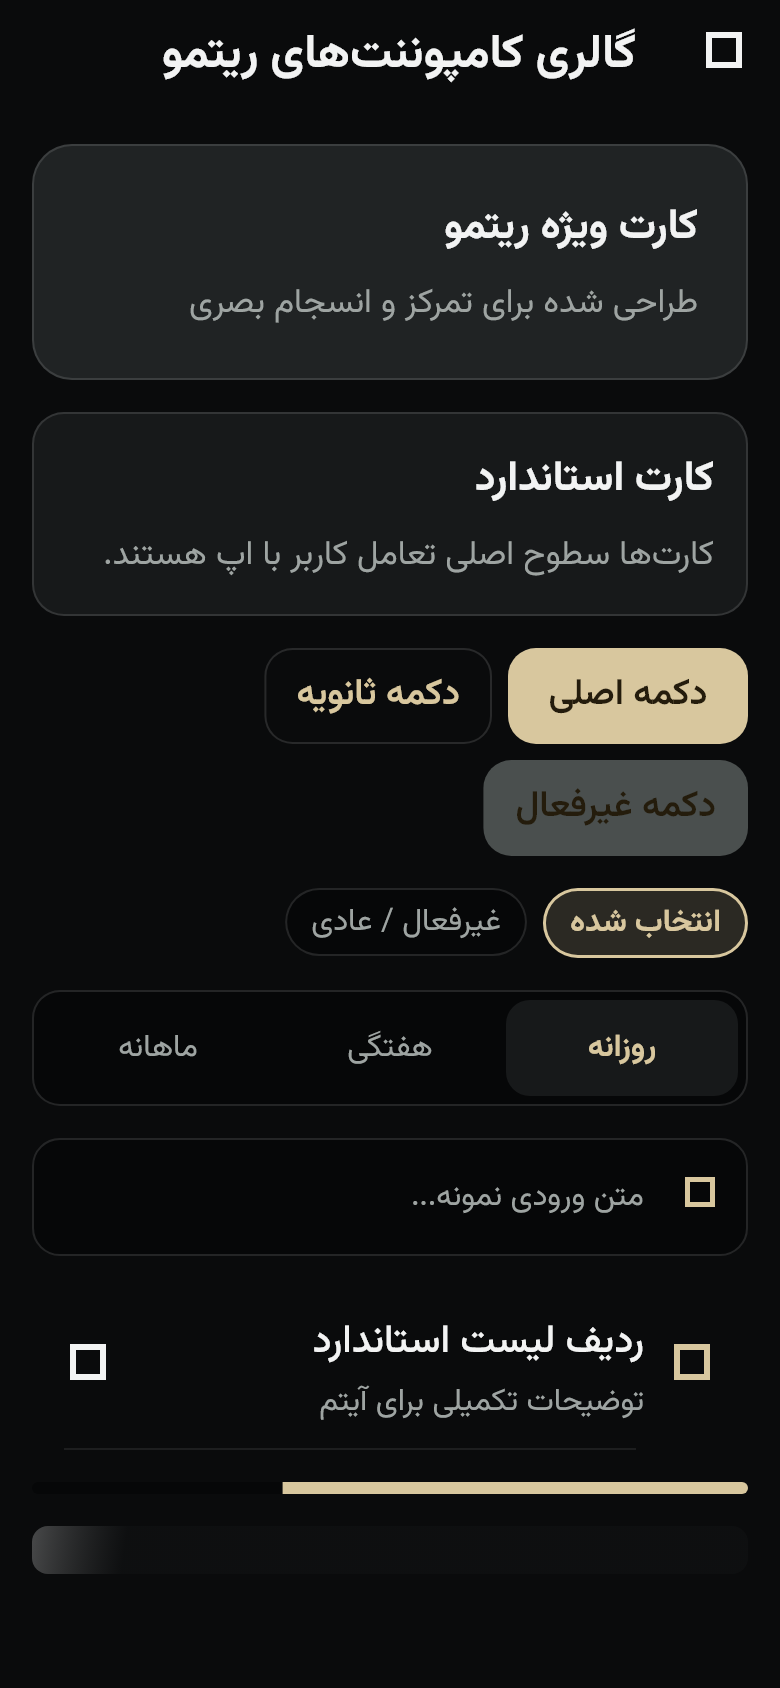 گالری کامپوننت‌های ریتمو
کارت ویژه ریتمو
طراحی شده برای تمرکز و انسجام بصری
کارت استاندارد
کارت‌ها سطوح اصلی تعامل کاربر با اپ هستند.
دکمه اصلی
دکمه ثانویه
دکمه غیرفعال
انتخاب شده
غیرفعال / عادی
روزانه
هفتگی
ماهانه
متن ورودی نمونه...
ردیف لیست استاندارد
توضیحات تکمیلی برای آیتم